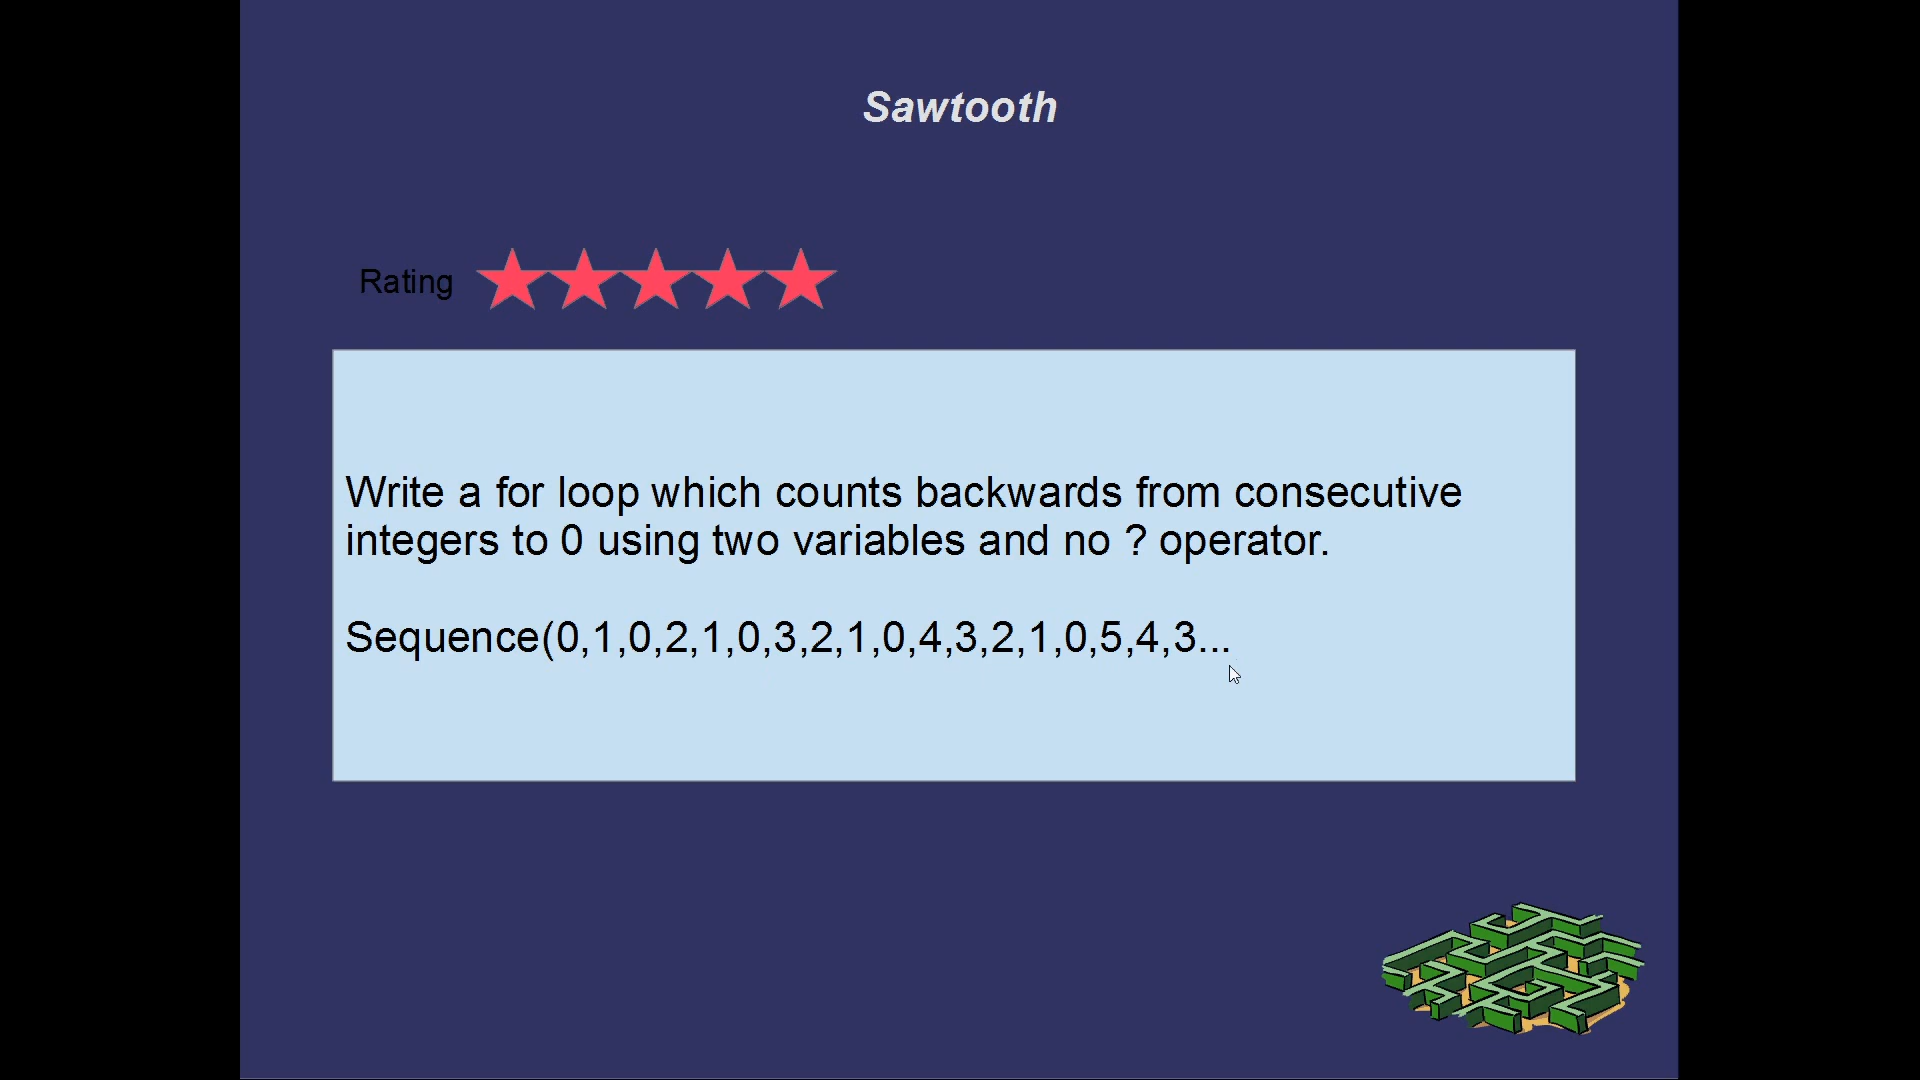 Sawtooth
Rating
Write a for loop which counts backwards from consecutive
integers to 0 using two variables and no ? operator.
Sequence(0,1,0,2,1,0,3,2,1,0,4,3,2,1,0,5,4,3...